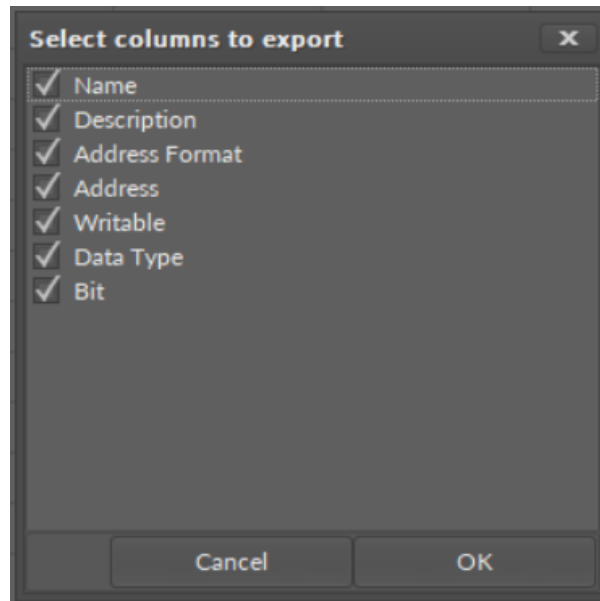 Select columns to export
Name
Description
Address Format
Address
Writable
Data Type
Bit
Cancel OK